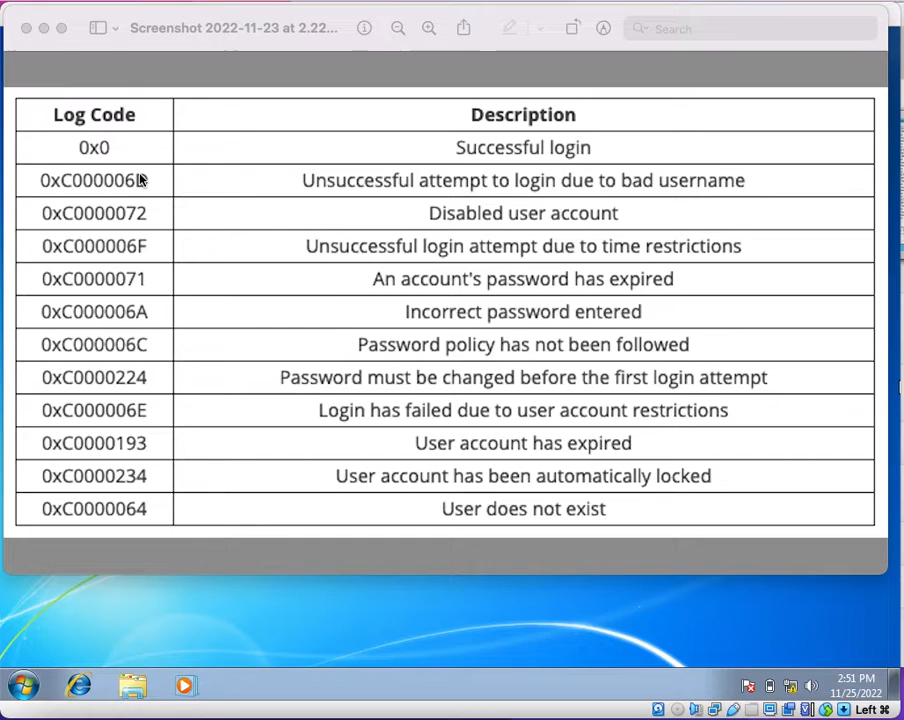 Screenshot 2022-11-23 at 2.22...
Search
Log Code Description
0x0 Successful login
Unsuccessful attempt to login due to bad username
0xC0000072 Disabled user account
0xC000006F Unsuccessful login attempt due to time restrictions
0xC0000071 An account's password has expired
0xC000006A Incorrect password entered
0xC000006C Password policy has not been followed
0xC0000224 Password must be changed before the first login attempt
0xC000006E Login has failed due to user account restrictions
0xC0000193 User account has expired
0xC0000234 User account has been automatically locked
0xC0000064 User does not exist
2:51 PM
11/25/2022
Left ⌘